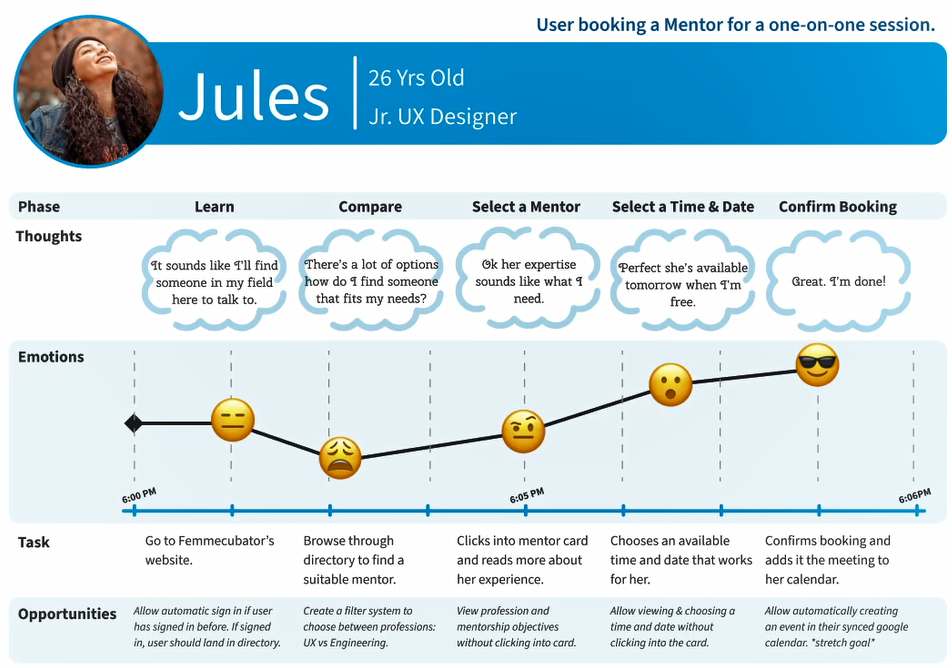 User booking a Mentor for a one-on-one session.
Jules
26 Yrs Old
Jr. UX Designer
Phase
Learn
Compare
Select a Mentor
Select a Time & Date
Confirm Booking
Thoughts
It sounds like I'll find
someone in my field
here to talk to.
There's a lot of options
how do I find someone
that fits my needs?
Ok her expertise
sounds like what I
need.
Perfect she's available
tomorrow when I'm
free.
Great. I'm done!
Emotions
6:00 PM
6:05 PM
6:06PM
Task
Go to Femmecubator's
website.
Browse through
directory to find a
suitable mentor.
Clicks into mentor card
and reads more about
her experience.
Chooses an available
time and date that works
for her.
Confirms booking and
adds it the meeting to
her calendar.
Opportunities
Allow automatic sign in if user
has signed in before. If signed
in, user should land in directory.
Create a filter system to
choose between professions:
UX vs Engineering.
View profession and
mentorship objectives
without clicking into card.
Allow viewing & choosing a
time and date without
clicking into the card.
Allow automatically creating
an event in their synced google
calendar. *stretch goal*